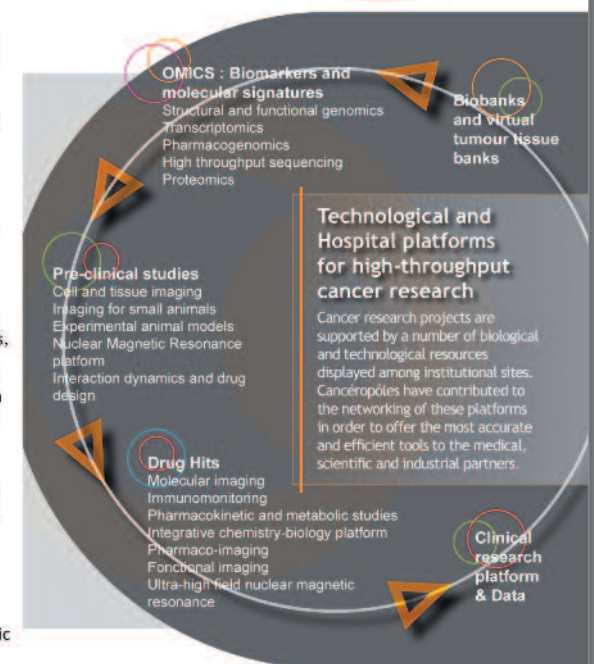 OMICS : Biomarkers and
molecular signatures
Structural and functional genomics
Transcriptomics
Pharmacogenomics
High throughput sequencing
Proteomics
Biobanks
and virtual
tumour tissue
banks
Technological and
Hospital platforms
for high-throughput
cancer research
Cancer research projects are
supported by a number of biological
and technological resources
displayed among institutional sites.
Cancéropôles have contributed to
the networking of these platforms
in order to offer the most accurate
and efficient tools to the medical,
scientific and industrial partners.
Pre-clinical studies
Cell and tissue imaging
Imaging for small animals
Experimental animal models
Nuclear Magnetic Resonance
platform
Interaction dynamics and drug
design
Drug Hits
Molecular imaging
Immunomonitoring
Pharmacokinetic and metabolic studies
Integrative chemistry-biology platform
Pharmaco-imaging
Fonctional imaging
Ultra-high field nuclear magnetic
resonance
Clinical
research
platform
& Data